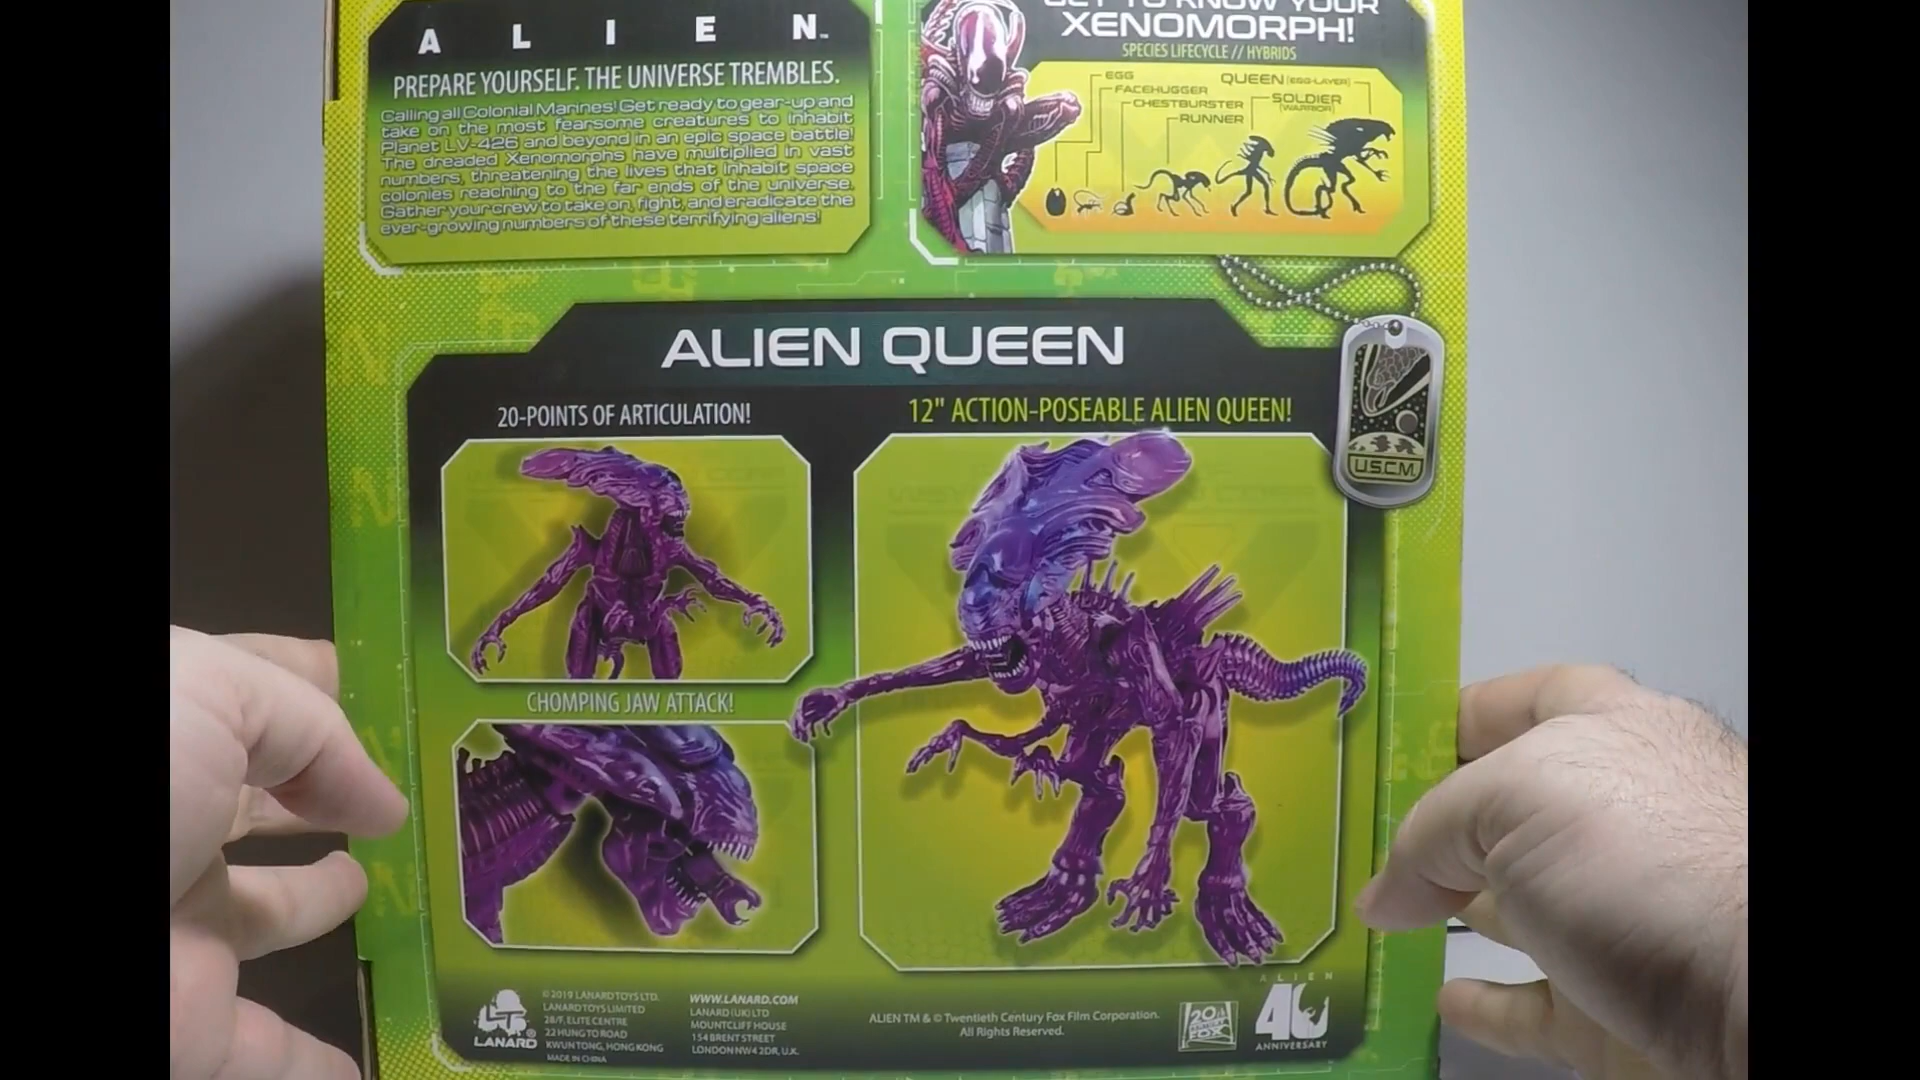 A L I E N™
PREPARE YOURSELF. THE UNIVERSE TREMBLES.
Calling all Colonial Marines! Get ready to gear-up and
take on the most fearsome creatures to inhabit
Planet LV-426 and beyond in an epic space battle!
The dreaded Xenomorphs have multiplied in vast
numbers, threatening the lives that inhabit space
colonies reaching to the far ends of the universe.
Gather your crew to take on, fight, and eradicate the
ever-growing numbers of these terrifying aliens!
GET TO KNOW YOUR
XENOMORPH!
SPECIES LIFECYCLE // HYBRIDS
EGG
FACEHUGGER
CHESTBURSTER
RUNNER
QUEEN (EGG-LAYER)
SOLDIER
(WARRIOR)
ALIEN QUEEN
20-POINTS OF ARTICULATION!
12" ACTION-POSEABLE ALIEN QUEEN!
U.S.C.M.
CHOMPING JAW ATTACK!
LANARD®
© 2019 LANARD TOYS LTD.
LANARD TOYS LIMITED
28/F, ELITE CENTRE
22 HUNG TO ROAD
KWUN TONG, HONG KONG
MADE IN CHINA
WWW.LANARD.COM
LANARD (UK) LTD
MOUNTCLIFF HOUSE
154 BRENT STREET
LONDON NW4 2DR, U.K.
ALIEN TM & © Twentieth Century Fox Film Corporation.
All Rights Reserved.
20th
CENTURY
FOX
A L I E N
40
ANNIVERSARY